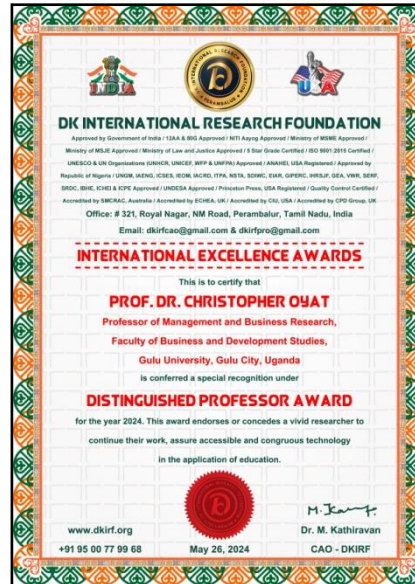 INTERNATIONAL RESEARCH FOUNDATION
PERAMBALUR
INDIA
USA
DK INTERNATIONAL RESEARCH FOUNDATION
Approved by Government of India / 12AA & 80G Approved / NITI Aayog Approved / Ministry of MSME Approved /
Ministry of MSJE Approved / Ministry of Law and Justice Approved / 5 Star Grade Certified / ISO 9001:2015 Certified /
UNESCO & UN Organizations (UNHCR, UNICEF, WFP & UNFPA) Approved / ANAHEI, USA Registered / Approved by
Republic of Nigeria / UNGM, IAENG, ICSES, IEOM, IACRD, ITPA, NSTA, SDIWC, EIAR, GIPERC, IHRSJF, GEA, VWR, SERF,
SRDC, IBHE, ICHEI & ICPE Approved / UNDESA Approved / Princeton Press, USA Registered / Quality Control Certified /
Accredited by SMCRAC, Australia / Accredited by ECHEA, UK / Accredited by CIU, USA / Accredited by CPD Group, UK
Office: # 321, Royal Nagar, NM Road, Perambalur, Tamil Nadu, India
Email: dkirfcao@gmail.com & dkirfpro@gmail.com
INTERNATIONAL EXCELLENCE AWARDS
This is to certify that
PROF. DR. CHRISTOPHER OYAT
Professor of Management and Business Research,
Faculty of Business and Development Studies,
Gulu University, Gulu City, Uganda
is conferred a special recognition under
DISTINGUISHED PROFESSOR AWARD
for the year 2024. This award endorses or concedes a vivid researcher to
continue their work, assure accessible and congruous technology
in the application of education.
www.dkirf.org
+91 95 00 77 99 68
May 26, 2024
Dr. M. Kathiravan
CAO - DKIRF